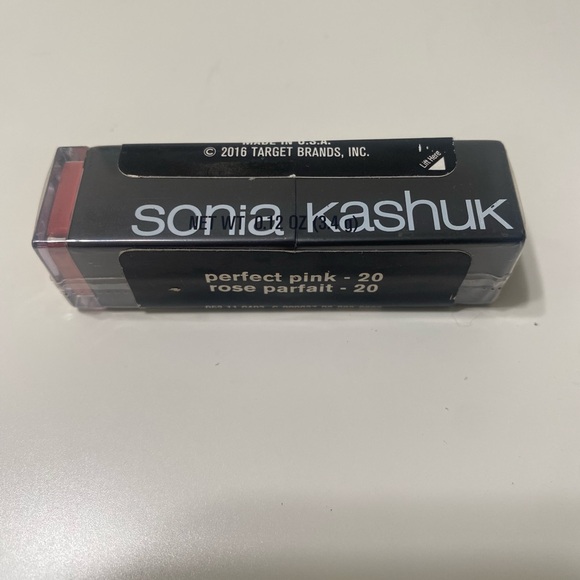 MADE IN U.S.A.
© 2016 TARGET BRANDS, INC.
Lift Here
sonia kashuk
NET WT. 0.12 OZ (3.4 g)
perfect pink - 20
rose parfait - 20